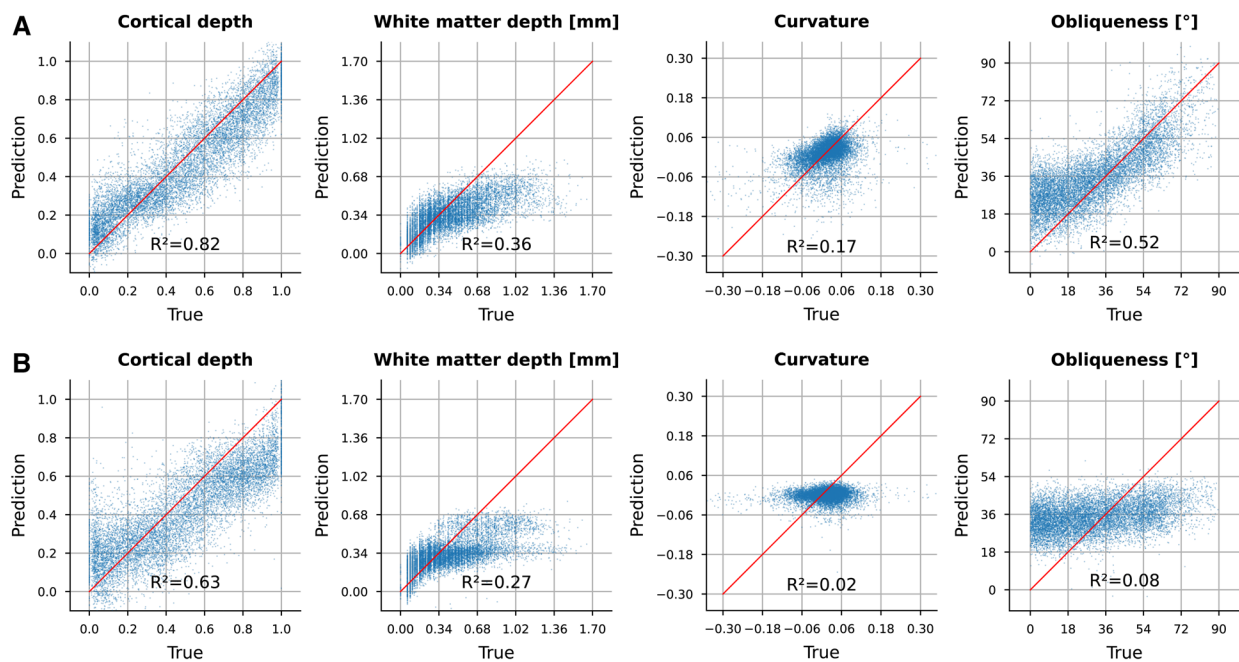 A
Cortical depth
White matter depth [mm]
Curvature
Obliqueness [°]
Prediction
1.0
0.8
0.6
0.4
0.2
0.0
R²=0.82
0.0 0.2 0.4 0.6 0.8 1.0
True
Prediction
1.70
1.36
1.02
0.68
0.34
0.00
R²=0.36
0.00 0.34 0.68 1.02 1.36 1.70
True
Prediction
0.30
0.18
0.06
−0.06
−0.18
−0.30
R²=0.17
−0.30 −0.18 −0.06 0.06 0.18 0.30
True
Prediction
90
72
54
36
18
0
R²=0.52
0 18 36 54 72 90
True
B
Cortical depth
White matter depth [mm]
Curvature
Obliqueness [°]
Prediction
1.0
0.8
0.6
0.4
0.2
0.0
R²=0.63
0.0 0.2 0.4 0.6 0.8 1.0
True
Prediction
1.70
1.36
1.02
0.68
0.34
0.00
R²=0.27
0.00 0.34 0.68 1.02 1.36 1.70
True
Prediction
0.30
0.18
0.06
−0.06
−0.18
−0.30
R²=0.02
−0.30 −0.18 −0.06 0.06 0.18 0.30
True
Prediction
90
72
54
36
18
0
R²=0.08
0 18 36 54 72 90
True